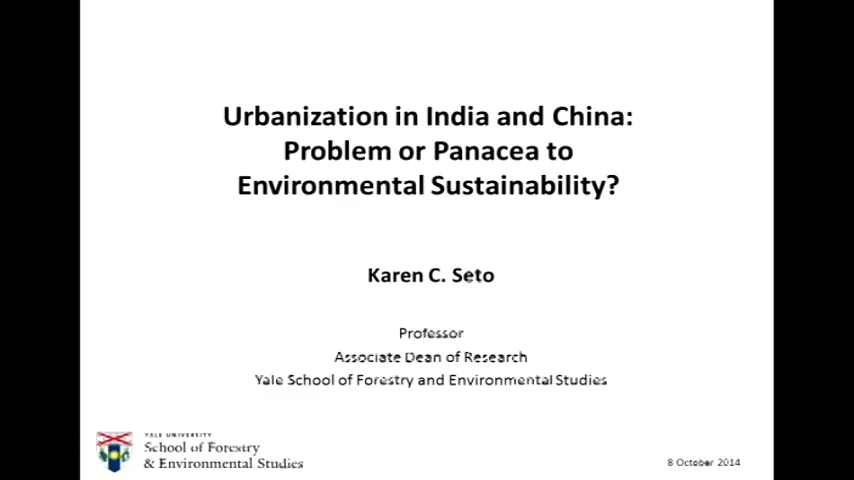 Urbanization in India and China:
Problem or Panacea to
Environmental Sustainability?
Karen C. Seto
Professor
Associate Dean of Research
Yale School of Forestry and Environmental Studies
YALE UNIVERSITY
School of Forestry
& Environmental Studies
8 October 2014